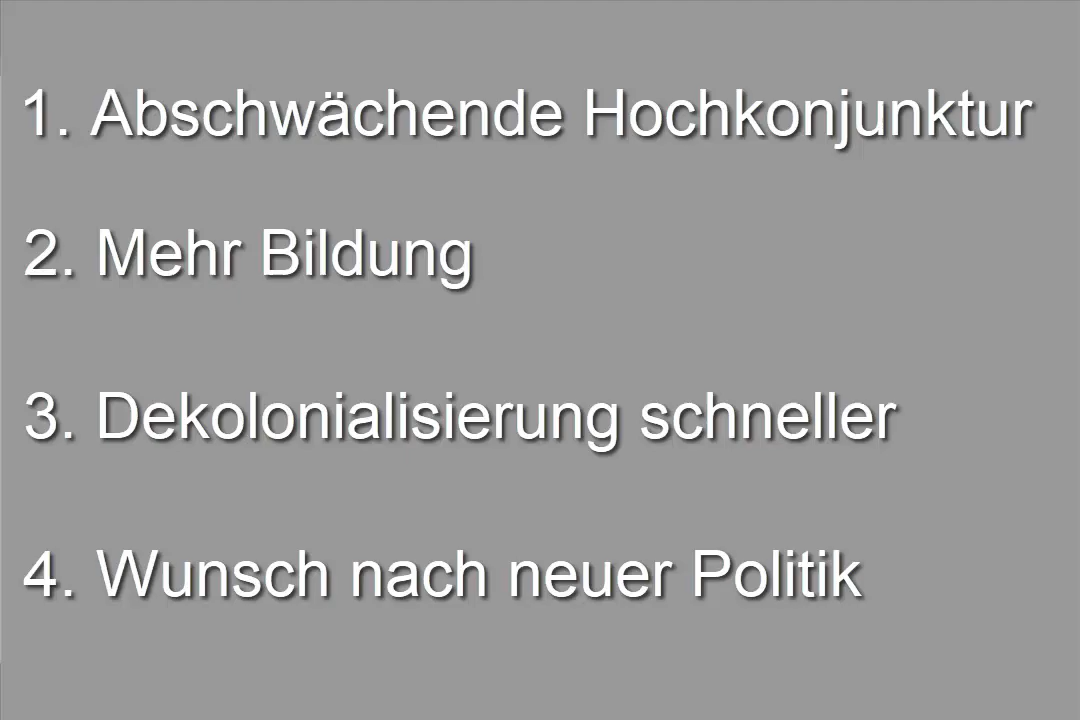 1. Abschwächende Hochkonjunktur
2. Mehr Bildung
3. Dekolonialisierung schneller
4. Wunsch nach neuer Politik